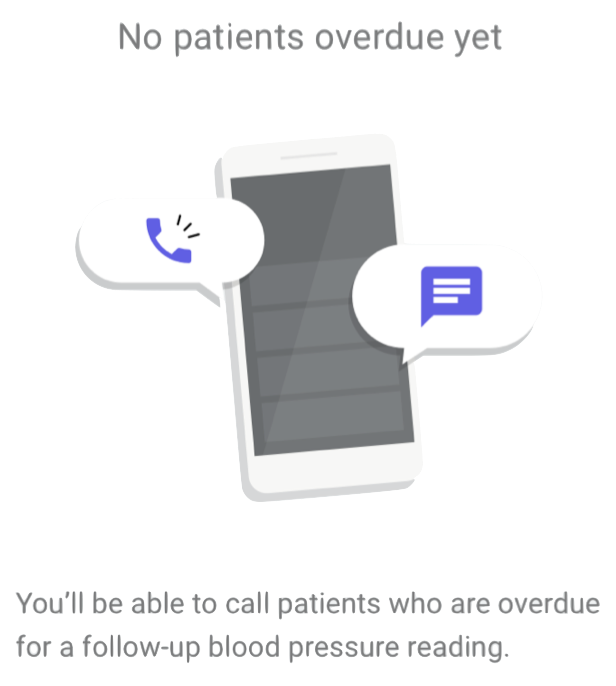 No patients overdue yet
You’ll be able to call patients who are overdue
for a follow-up blood pressure reading.